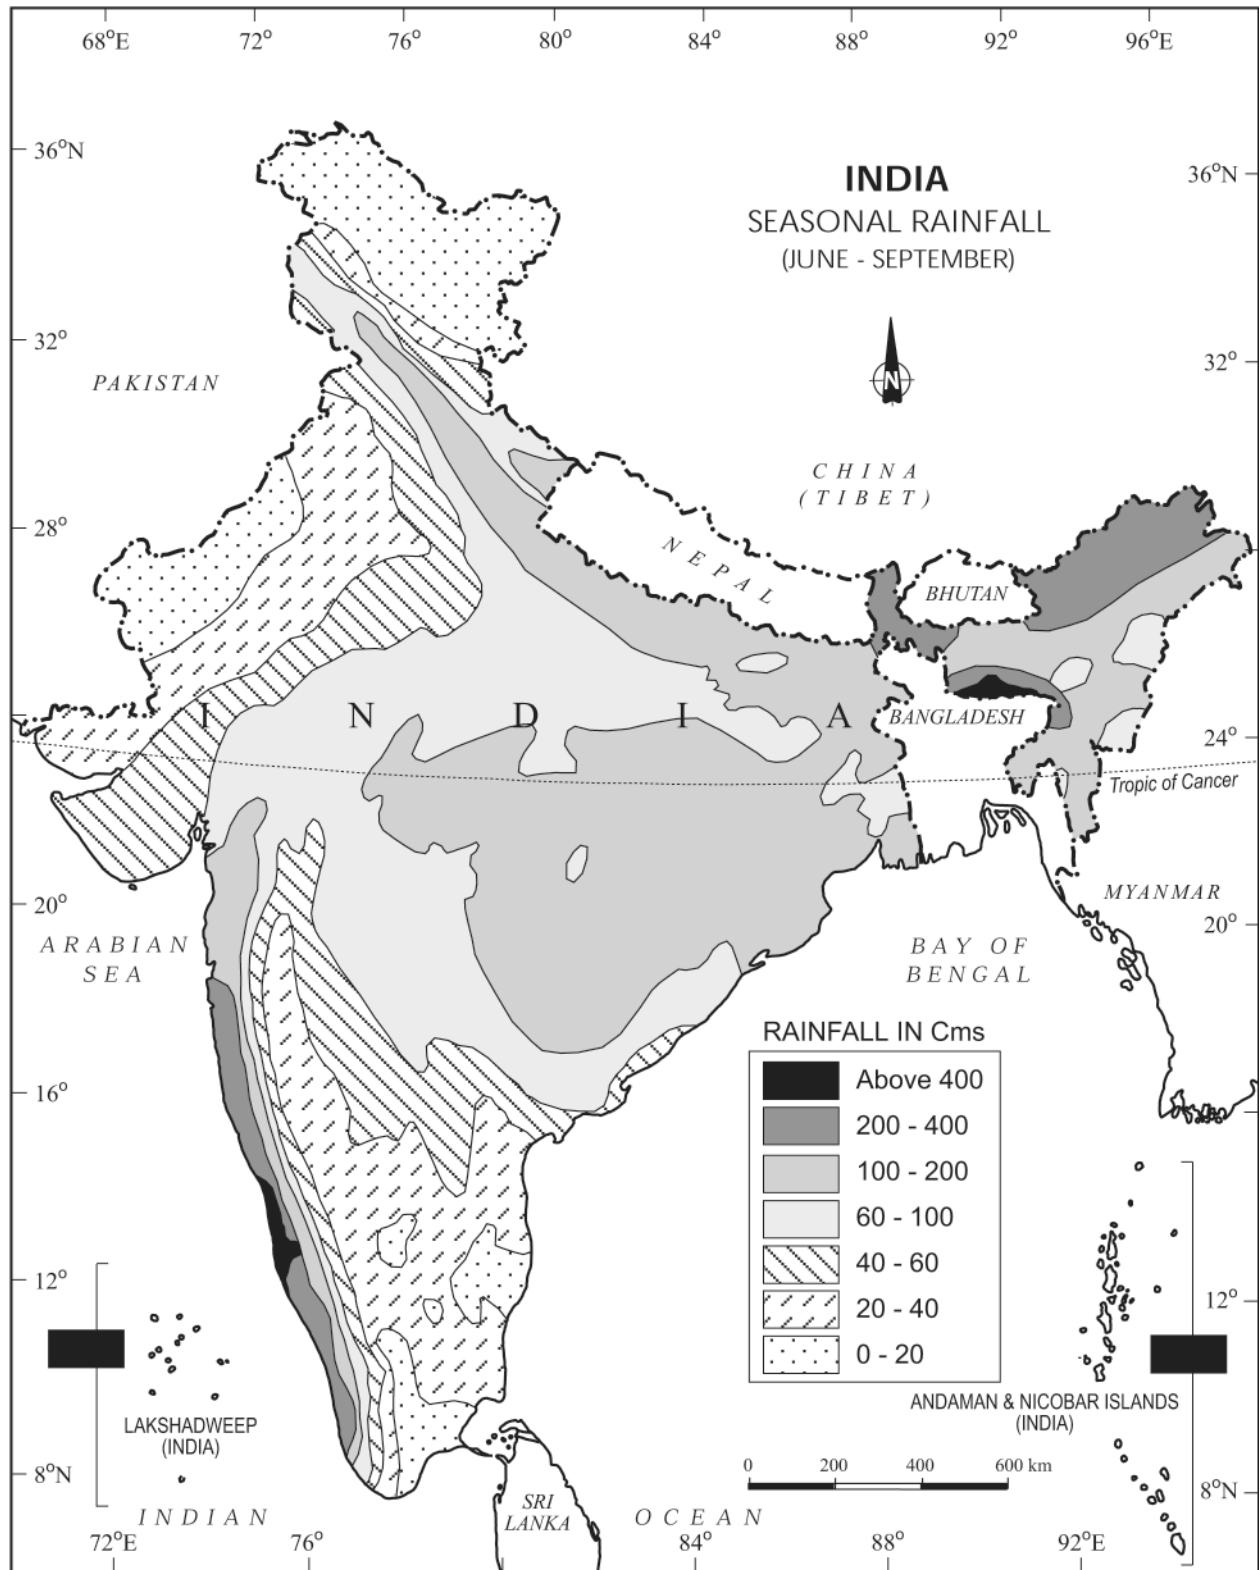 68°E 72° 76° 80° 84° 88° 92° 96°E
36°N
36°N
INDIA
SEASONAL RAINFALL
(JUNE - SEPTEMBER)
32°
32°
N
PAKISTAN
CHINA
(TIBET)
28°
NEPAL
BHUTAN
I N D I A
BANGLADESH
24°
Tropic of Cancer
20°
20°
MYANMAR
ARABIAN
SEA
BAY OF
BENGAL
RAINFALL IN Cms
Above 400
200 - 400
100 - 200
60 - 100
40 - 60
20 - 40
0 - 20
16°
12°
12°
LAKSHADWEEP
(INDIA)
ANDAMAN & NICOBAR ISLANDS
(INDIA)
0 200 400 600 km
8°N
8°N
SRI
LANKA
INDIAN OCEAN
72°E 76° 84° 88° 92°E